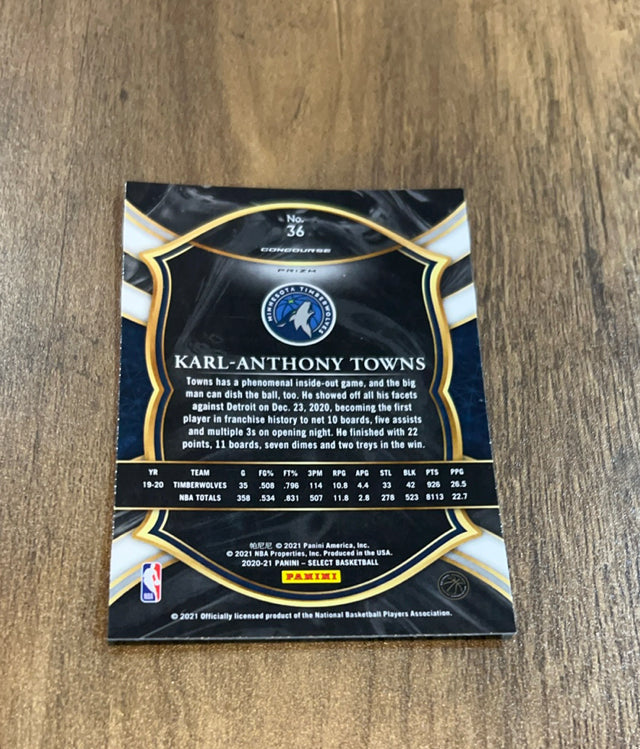 No.
36
CONCOURSE
PRIZM
MINNESOTA TIMBERWOLVES
KARL-ANTHONY TOWNS
Towns has a phenomenal inside-out game, and the big
man can dish the ball, too. He showed off all his facets
against Detroit on Dec. 23, 2020, becoming the first
player in franchise history to net 10 boards, five assists
and multiple 3s on opening night. He finished with 22
points, 11 boards, seven dimes and two treys in the win.
YR TEAM G FG% FT% 3PM RPG APG STL BLK PTS PPG
19-20 TIMBERWOLVES 35 .508 .796 114 10.8 4.4 33 42 926 26.5
NBA TOTALS 358 .534 .831 507 11.8 2.8 278 523 8113 22.7
帕尼尼 © 2021 Panini America, Inc.
© 2021 NBA Properties, Inc. Produced in the USA.
2020-21 PANINI – SELECT BASKETBALL
PANINI
NBA
© 2021 Officially licensed product of the National Basketball Players Association.